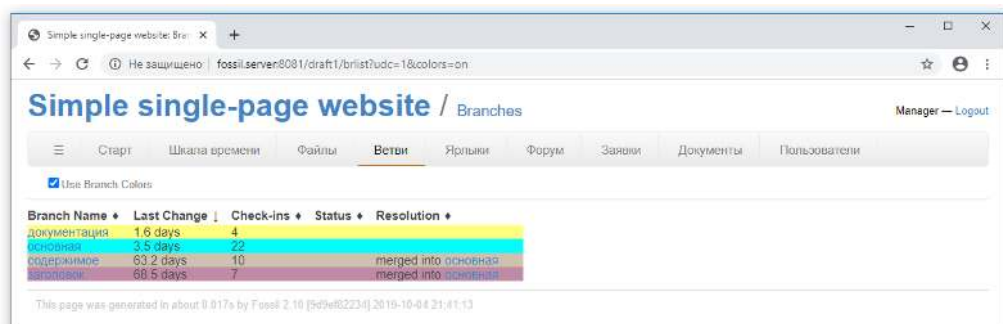 Simple single-page website: Bra
Не защищено | fossil.server:8081/draft1/brlist?udc=1&colors=on
Simple single-page website / Branches
Manager — Logout
Старт Шкала времени Файлы Ветви Ярлыки Форум Заявки Документы Пользователи
Use Branch Colors
Branch Name Last Change ↓ Check-ins Status Resolution
документация 1.6 days 4
основная 3.5 days 22
содержимое 63.2 days 10 merged into основная
заголовок 68.5 days 7 merged into основная
This page was generated in about 0.017s by Fossil 2.10 [9d9ef82234] 2019-10-04 21:41:13